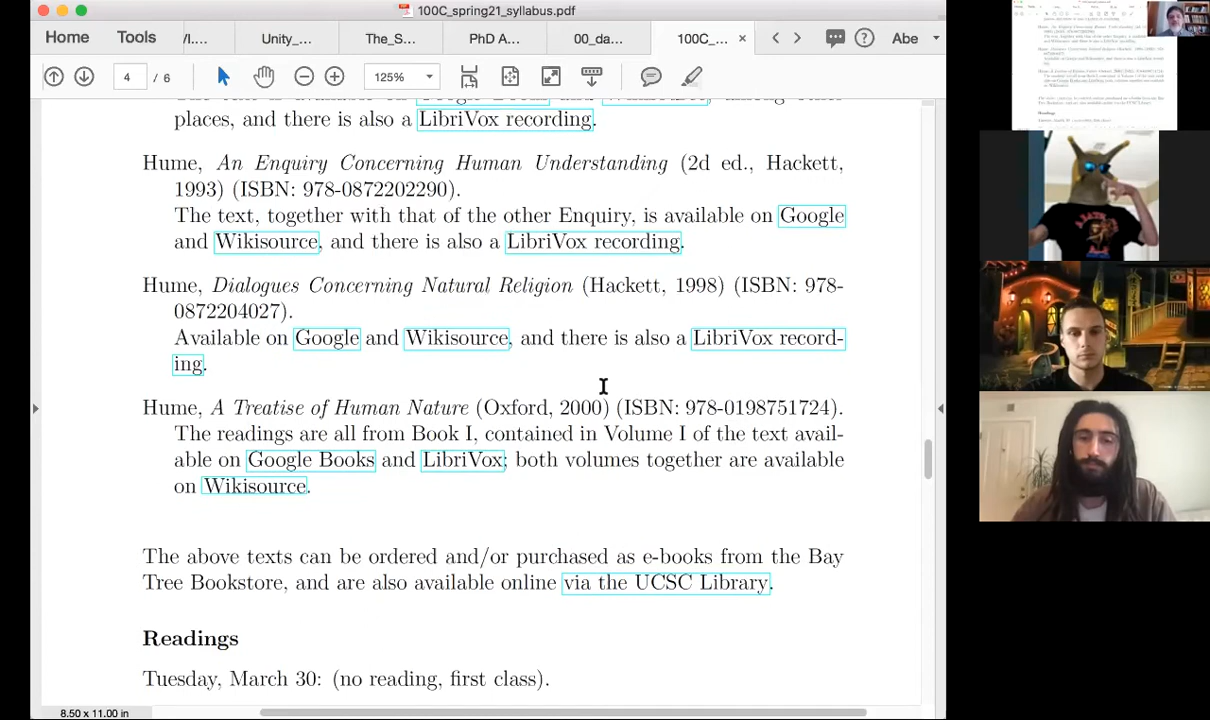 100C_spring21_syllabus.pdf
Home Tools /I.... Unity_... PhD A... 00_da... 100C_... Abe
4 / 6 125%
places, and there is also a LibriVox recording.
Hume, An Enquiry Concerning Human Understanding (2d ed., Hackett,
1993) (ISBN: 978-0872202290).
The text, together with that of the other Enquiry, is available on Google
and Wikisource, and there is also a LibriVox recording.
Hume, Dialogues Concerning Natural Religion (Hackett, 1998) (ISBN: 978-
0872204027).
Available on Google and Wikisource, and there is also a LibriVox record-
ing.
Hume, A Treatise of Human Nature (Oxford, 2000) (ISBN: 978-0198751724).
The readings are all from Book I, contained in Volume I of the text avail-
able on Google Books and LibriVox; both volumes together are available
on Wikisource.
The above texts can be ordered and/or purchased as e-books from the Bay
Tree Bookstore, and are also available online via the UCSC Library.
Readings
Tuesday, March 30: (no reading, first class).
8.50 x 11.00 in